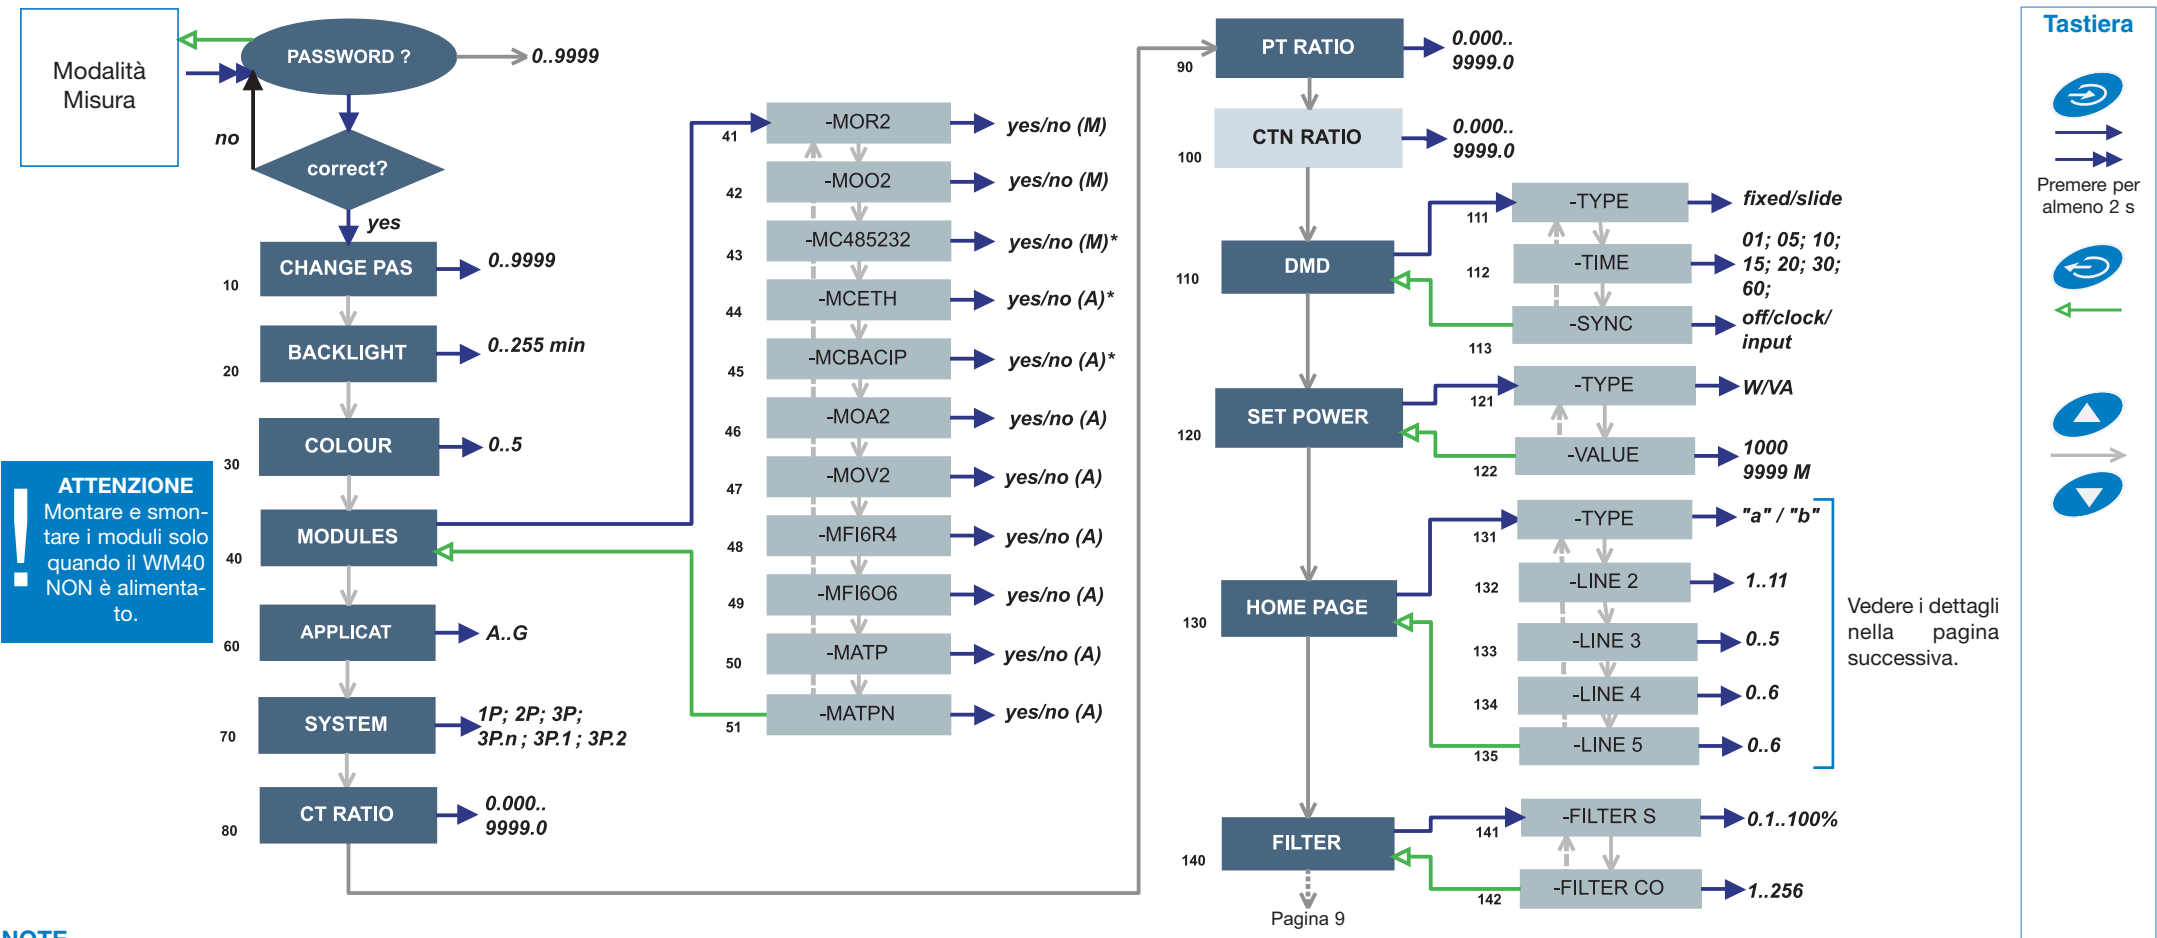 Modalità
Misura
PASSWORD ?
0..9999
no
correct?
yes
CHANGE PAS
0..9999
10
BACKLIGHT
0..255 min
20
COLOUR
0..5
30
MODULES
40
APPLICAT
A..G
60
SYSTEM
1P; 2P; 3P;
3P.n ; 3P.1 ; 3P.2
70
CT RATIO
0.000..
9999.0
80
!
ATTENZIONE
Montare e smon-
tare i moduli solo
quando il WM40
NON è alimenta-
to.
-MOR2
yes/no (M)
41
-MOO2
yes/no (M)
42
-MC485232
yes/no (M)*
43
-MCETH
yes/no (A)*
44
-MCBACIP
yes/no (A)*
45
-MOA2
yes/no (A)
46
-MOV2
yes/no (A)
47
-MFI6R4
yes/no (A)
48
-MFI6O6
yes/no (A)
49
-MATP
yes/no (A)
50
-MATPN
yes/no (A)
51
PT RATIO
0.000..
9999.0
90
CTN RATIO
0.000..
9999.0
100
DMD
110
-TYPE
fixed/slide
111
-TIME
01; 05; 10;
15; 20; 30;
60;
112
-SYNC
off/clock/
input
113
SET POWER
120
-TYPE
W/VA
121
-VALUE
1000
9999 M
122
HOME PAGE
130
-TYPE
"a" / "b"
131
-LINE 2
1..11
132
-LINE 3
0..5
133
-LINE 4
0..6
134
-LINE 5
0..6
135
Vedere i dettagli
nella pagina
successiva.
FILTER
140
-FILTER S
0.1..100%
141
-FILTER CO
1..256
142
Pagina 9
Tastiera
Premere per
almeno 2 s
NOTE